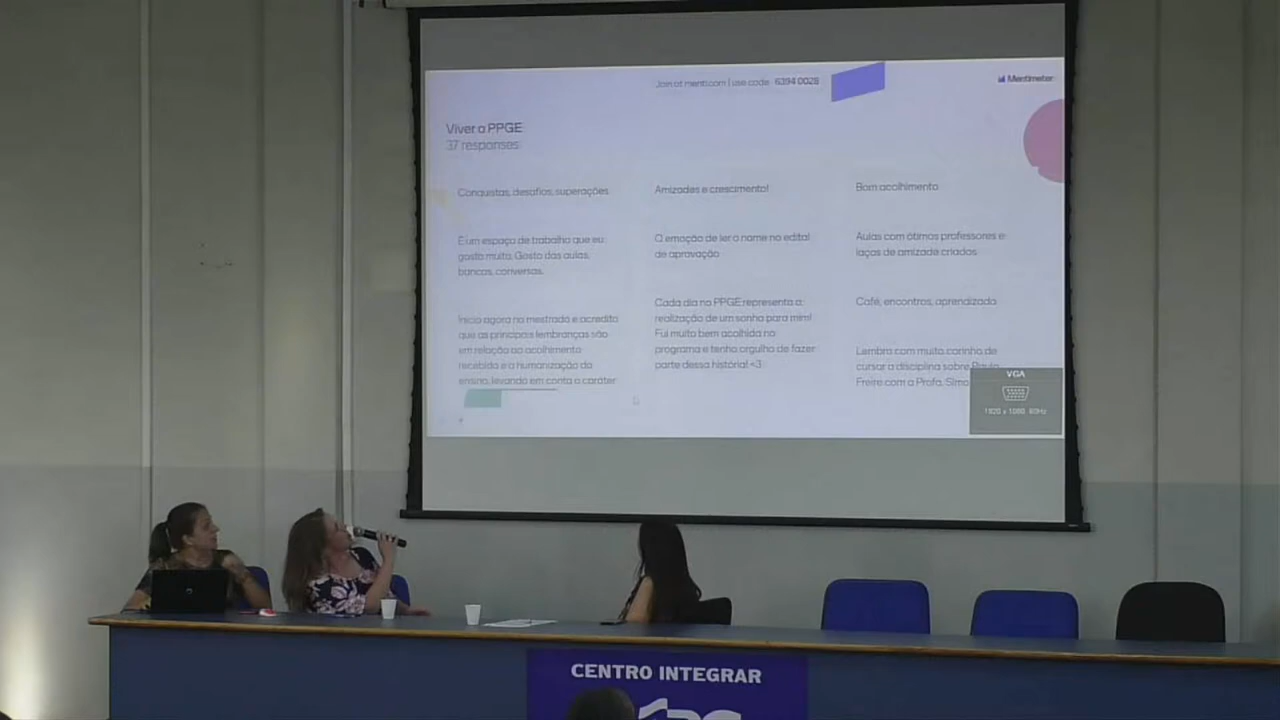 Join at menti.com | use code 6394 0028
Mentimeter
Viver o PPGE
37 responses
Conquistas, desafios, superações
É um espaço de trabalho que eu
gosto muito. Gosto das aulas,
bancas, conversas.
Inicio agora no mestrado e acredito
que as principais lembranças são
em relação ao acolhimento
recebido e a humanização do
ensino, levando em conta o caráter
Amizades e crescimento!
O emoção de ler o nome no edital
de aprovação
Cada dia no PPGE representa a
realização de um sonho para mim!
Fui muito bem acolhida no
programa e tenho orgulho de fazer
parte dessa história! <3
Bom acolhimento
Aulas com ótimos professores e
laços de amizade criados
Café, encontros, aprendizado
Lembro com muito carinho de
cursar a disciplina sobre Paulo
Freire com a Profa. Simo
VGA
1920 x 1080 60Hz
CENTRO INTEGRAR